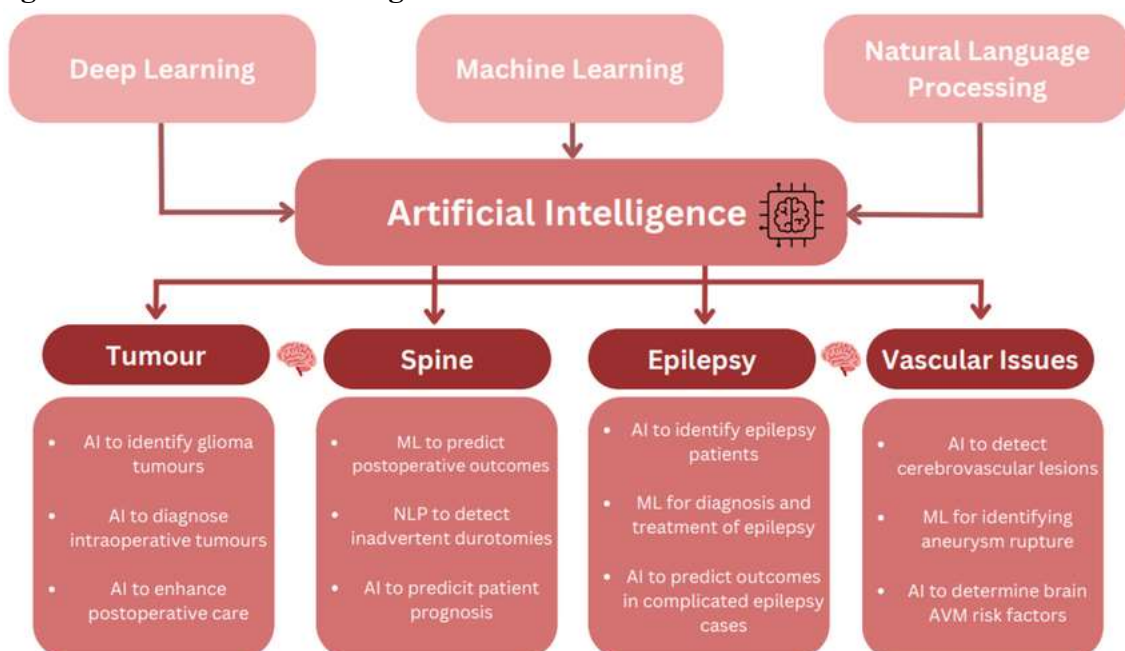 Deep Learning
Machine Learning
Natural Language
Processing
Artificial Intelligence
Tumour
Spine
Epilepsy
Vascular Issues
• AI to identify glioma
tumours
• AI to diagnose
intraoperative tumours
• AI to enhance
postoperative care
• ML to predict
postoperative outcomes
• NLP to detect
inadvertent durotomies
• AI to predicit patient
prognosis
• AI to identify epilepsy
patients
• ML for diagnosis and
treatment of epilepsy
• AI to predict outcomes
in complicated epilepsy
cases
• AI to detect
cerebrovascular lesions
• ML for identifying
aneurysm rupture
• AI to determine brain
AVM risk factors